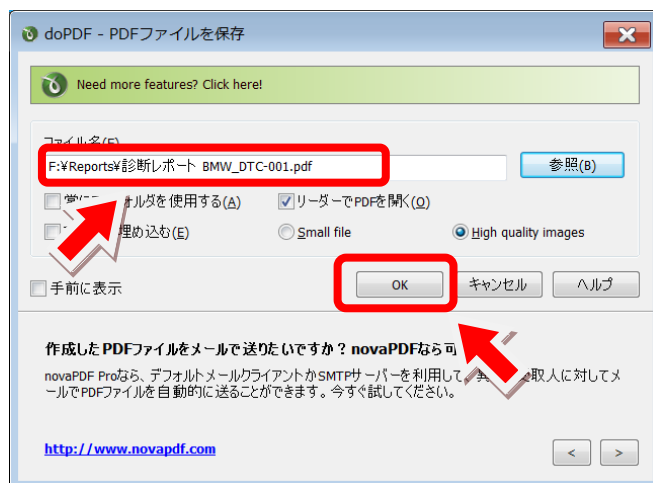 doPDF - PDFファイルを保存
Need more features? Click here!
ファイル名(F)
F:¥Reports¥診断レポート BMW_DTC-001.pdf
参照(B)
常に オルダを使用する(A)
リーダーでPDFを開く(O)
埋め込む(E)
Small file
High quality images
手前に表示
OK
キャンセル
ヘルプ
作成したPDFファイルをメールで送りたいですか？novaPDFなら可
novaPDF Proなら、デフォルトメールクライアントかSMTPサーバーを利用して、 取人に対してメ
ールでPDFファイルを自動的に送ることができます。今すぐ試してください。
http://www.novapdf.com
<
>